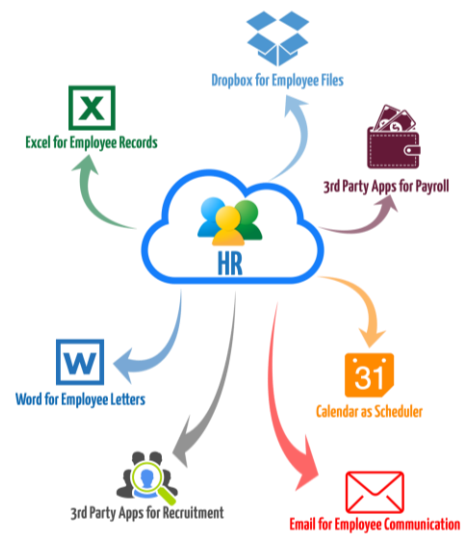 Dropbox for Employee Files
X
Excel for Employee Records
3rd Party Apps for Payroll
HR
W
Word for Employee Letters
31
Calendar as Scheduler
3rd Party Apps for Recruitment
Email for Employee Communication